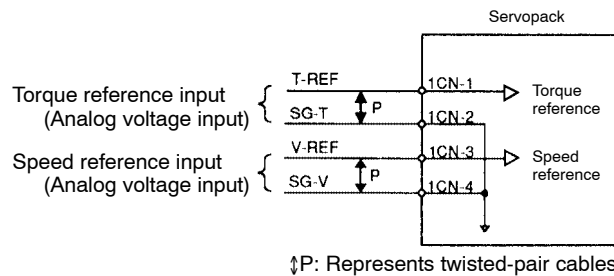 Servopack
T-REF
1CN-1
Torque reference input
(Analog voltage input)
P
Torque
reference
SG-T
1CN-2
V-REF
1CN-3
Speed reference input
(Analog voltage input)
P
Speed
reference
SG-V
1CN-4
⇕P: Represents twisted-pair cables